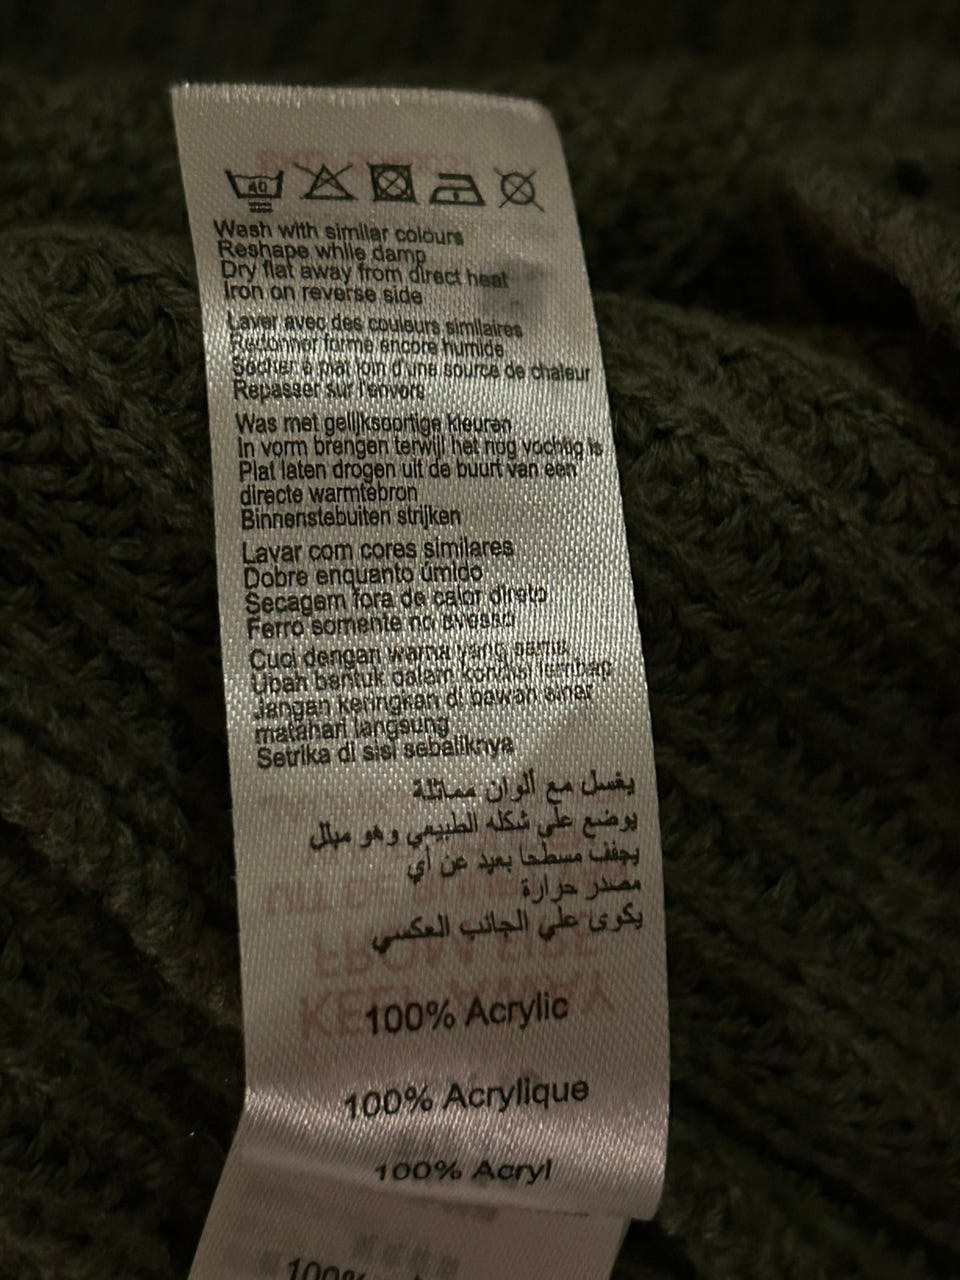 40
Wash with similar colours
Reshape while damp
Dry flat away from direct heat
Iron on reverse side
Laver avec des couleurs similaires
Redonner forme encore humide
Sécher à plat loin d'une source de chaleur
Repasser sur l'envers
Was met gelijksoortige kleuren
In vorm brengen terwijl het nog vochtig is
Plat laten drogen uit de buurt van een
directe warmtebron
Binnenstebuiten strijken
Lavar com cores similares
Dobre enquanto úmido
Secagem fora de calor direto
Ferro somente no avesso
Cuci dengan warna yang sama
Ubah bentuk dalam kondisi lembap
Jangan keringkan di bawah sinar
matahari langsung
Setrika di sisi sebaliknya
يغسل مع ألوان مماثلة
يوضع علي شكله الطبيعي وهو مبلل
يجفف مسطحا بعيد عن أي
مصدر حرارة
يكوى علي الجانب العكسي
100% Acrylic
100% Acrylique
100% Acryl
100%